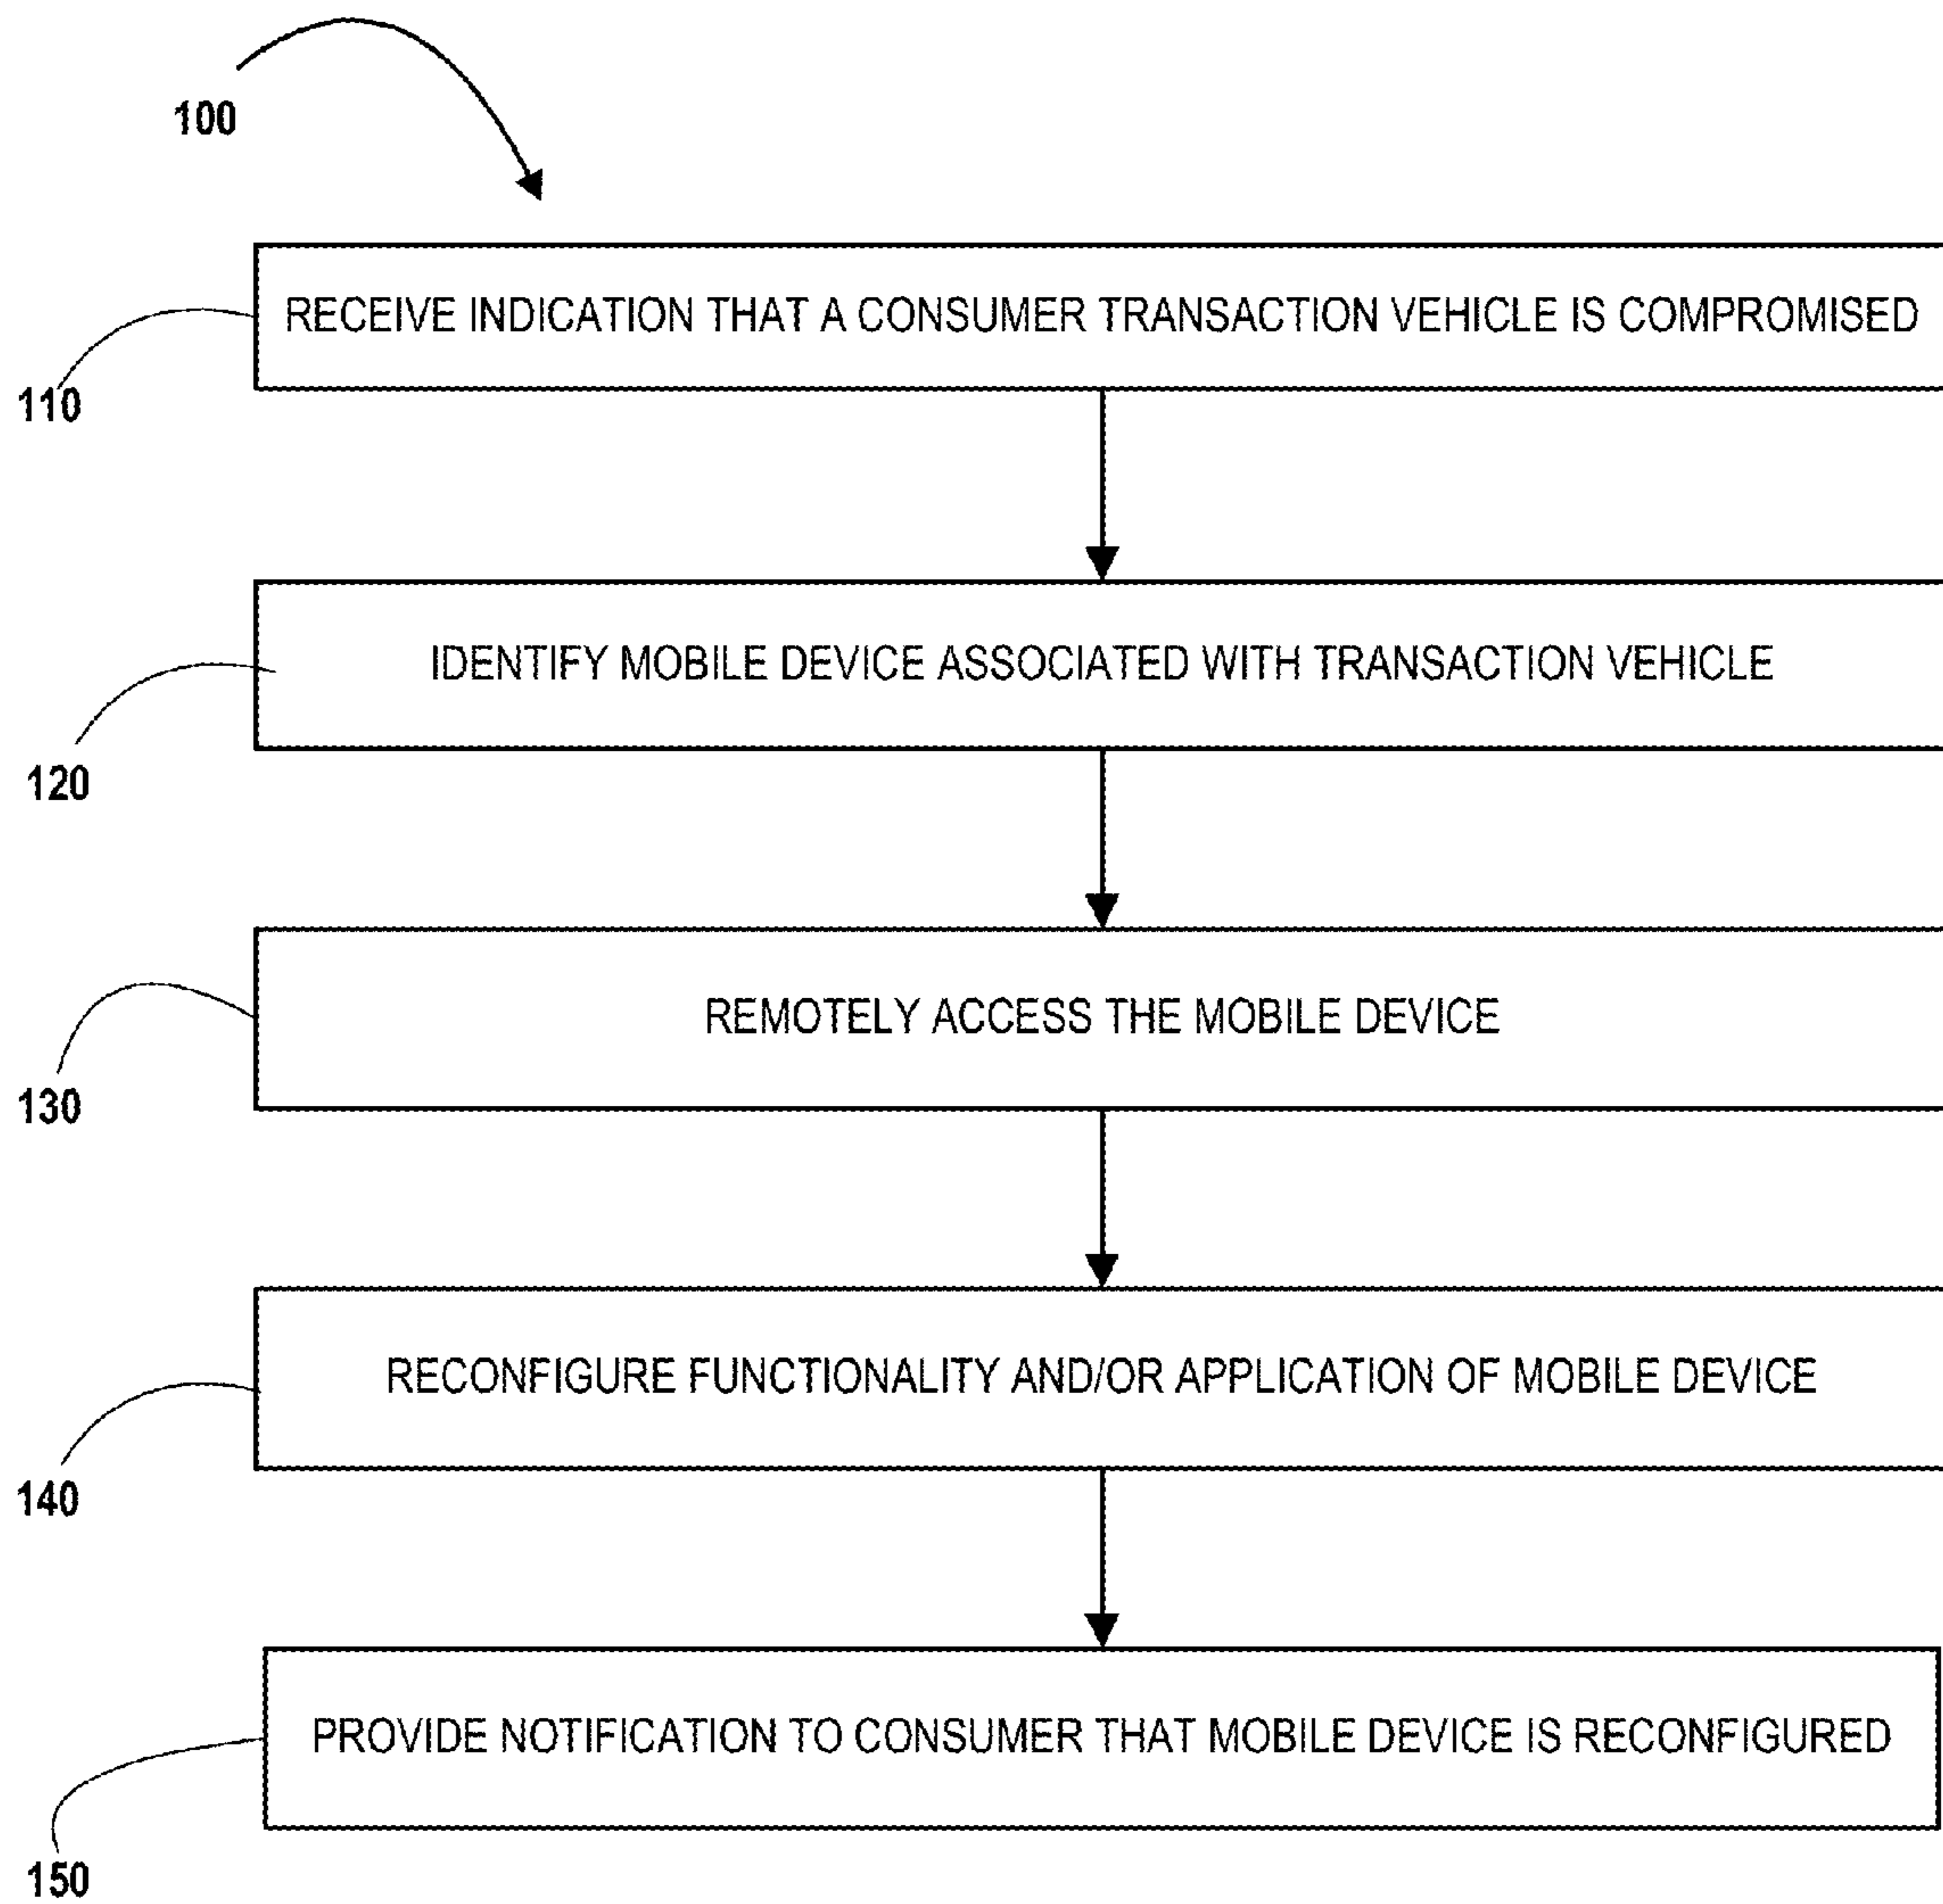 100
RECEIVE INDICATION THAT A CONSUMER TRANSACTION VEHICLE IS COMPROMISED
110
IDENTIFY MOBILE DEVICE ASSOCIATED WITH TRANSACTION VEHICLE
120
REMOTELY ACCESS THE MOBILE DEVICE
130
RECONFIGURE FUNCTIONALITY AND/OR APPLICATION OF MOBILE DEVICE
140
PROVIDE NOTIFICATION TO CONSUMER THAT MOBILE DEVICE IS RECONFIGURED
150